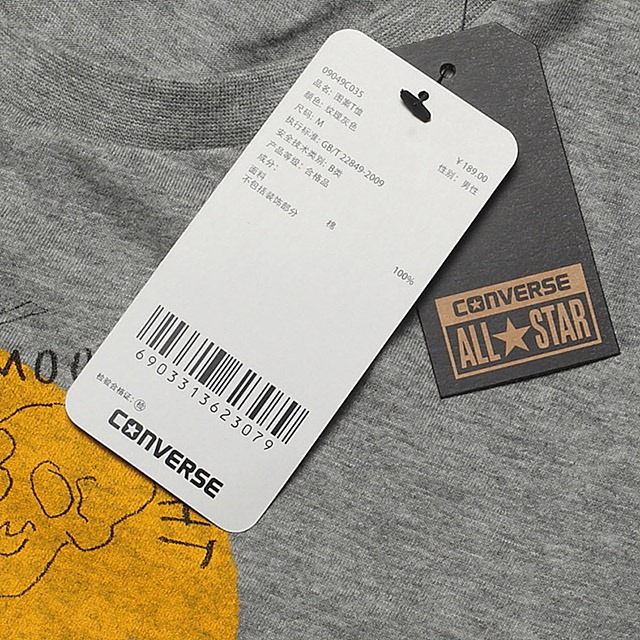 09049C035
品名: 图案T恤
颜色: 纹理灰色
尺码: M
执行标准: GB/T 22849-2009
安全技术类别: B类
产品等级: 合格品
成分:
面料
不包括装饰部分
棉
100%
¥189.00
性别: 男性
6903313623079
检验合格证: 检
CONVERSE
CONVERSE
ALL★STAR
MOO
HT